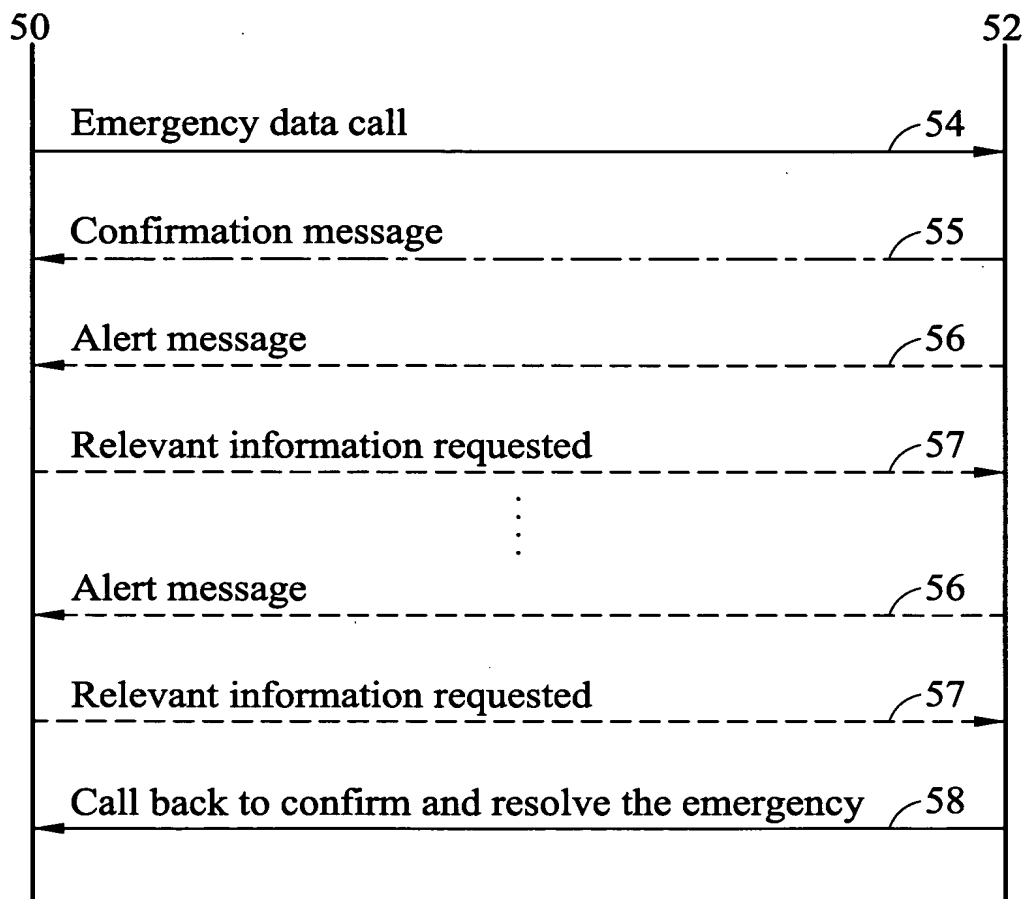 50 52
Emergency data call 54
Confirmation message 55
Alert message 56
Relevant information requested 57
Alert message 56
Relevant information requested 57
Call back to confirm and resolve the emergency 58